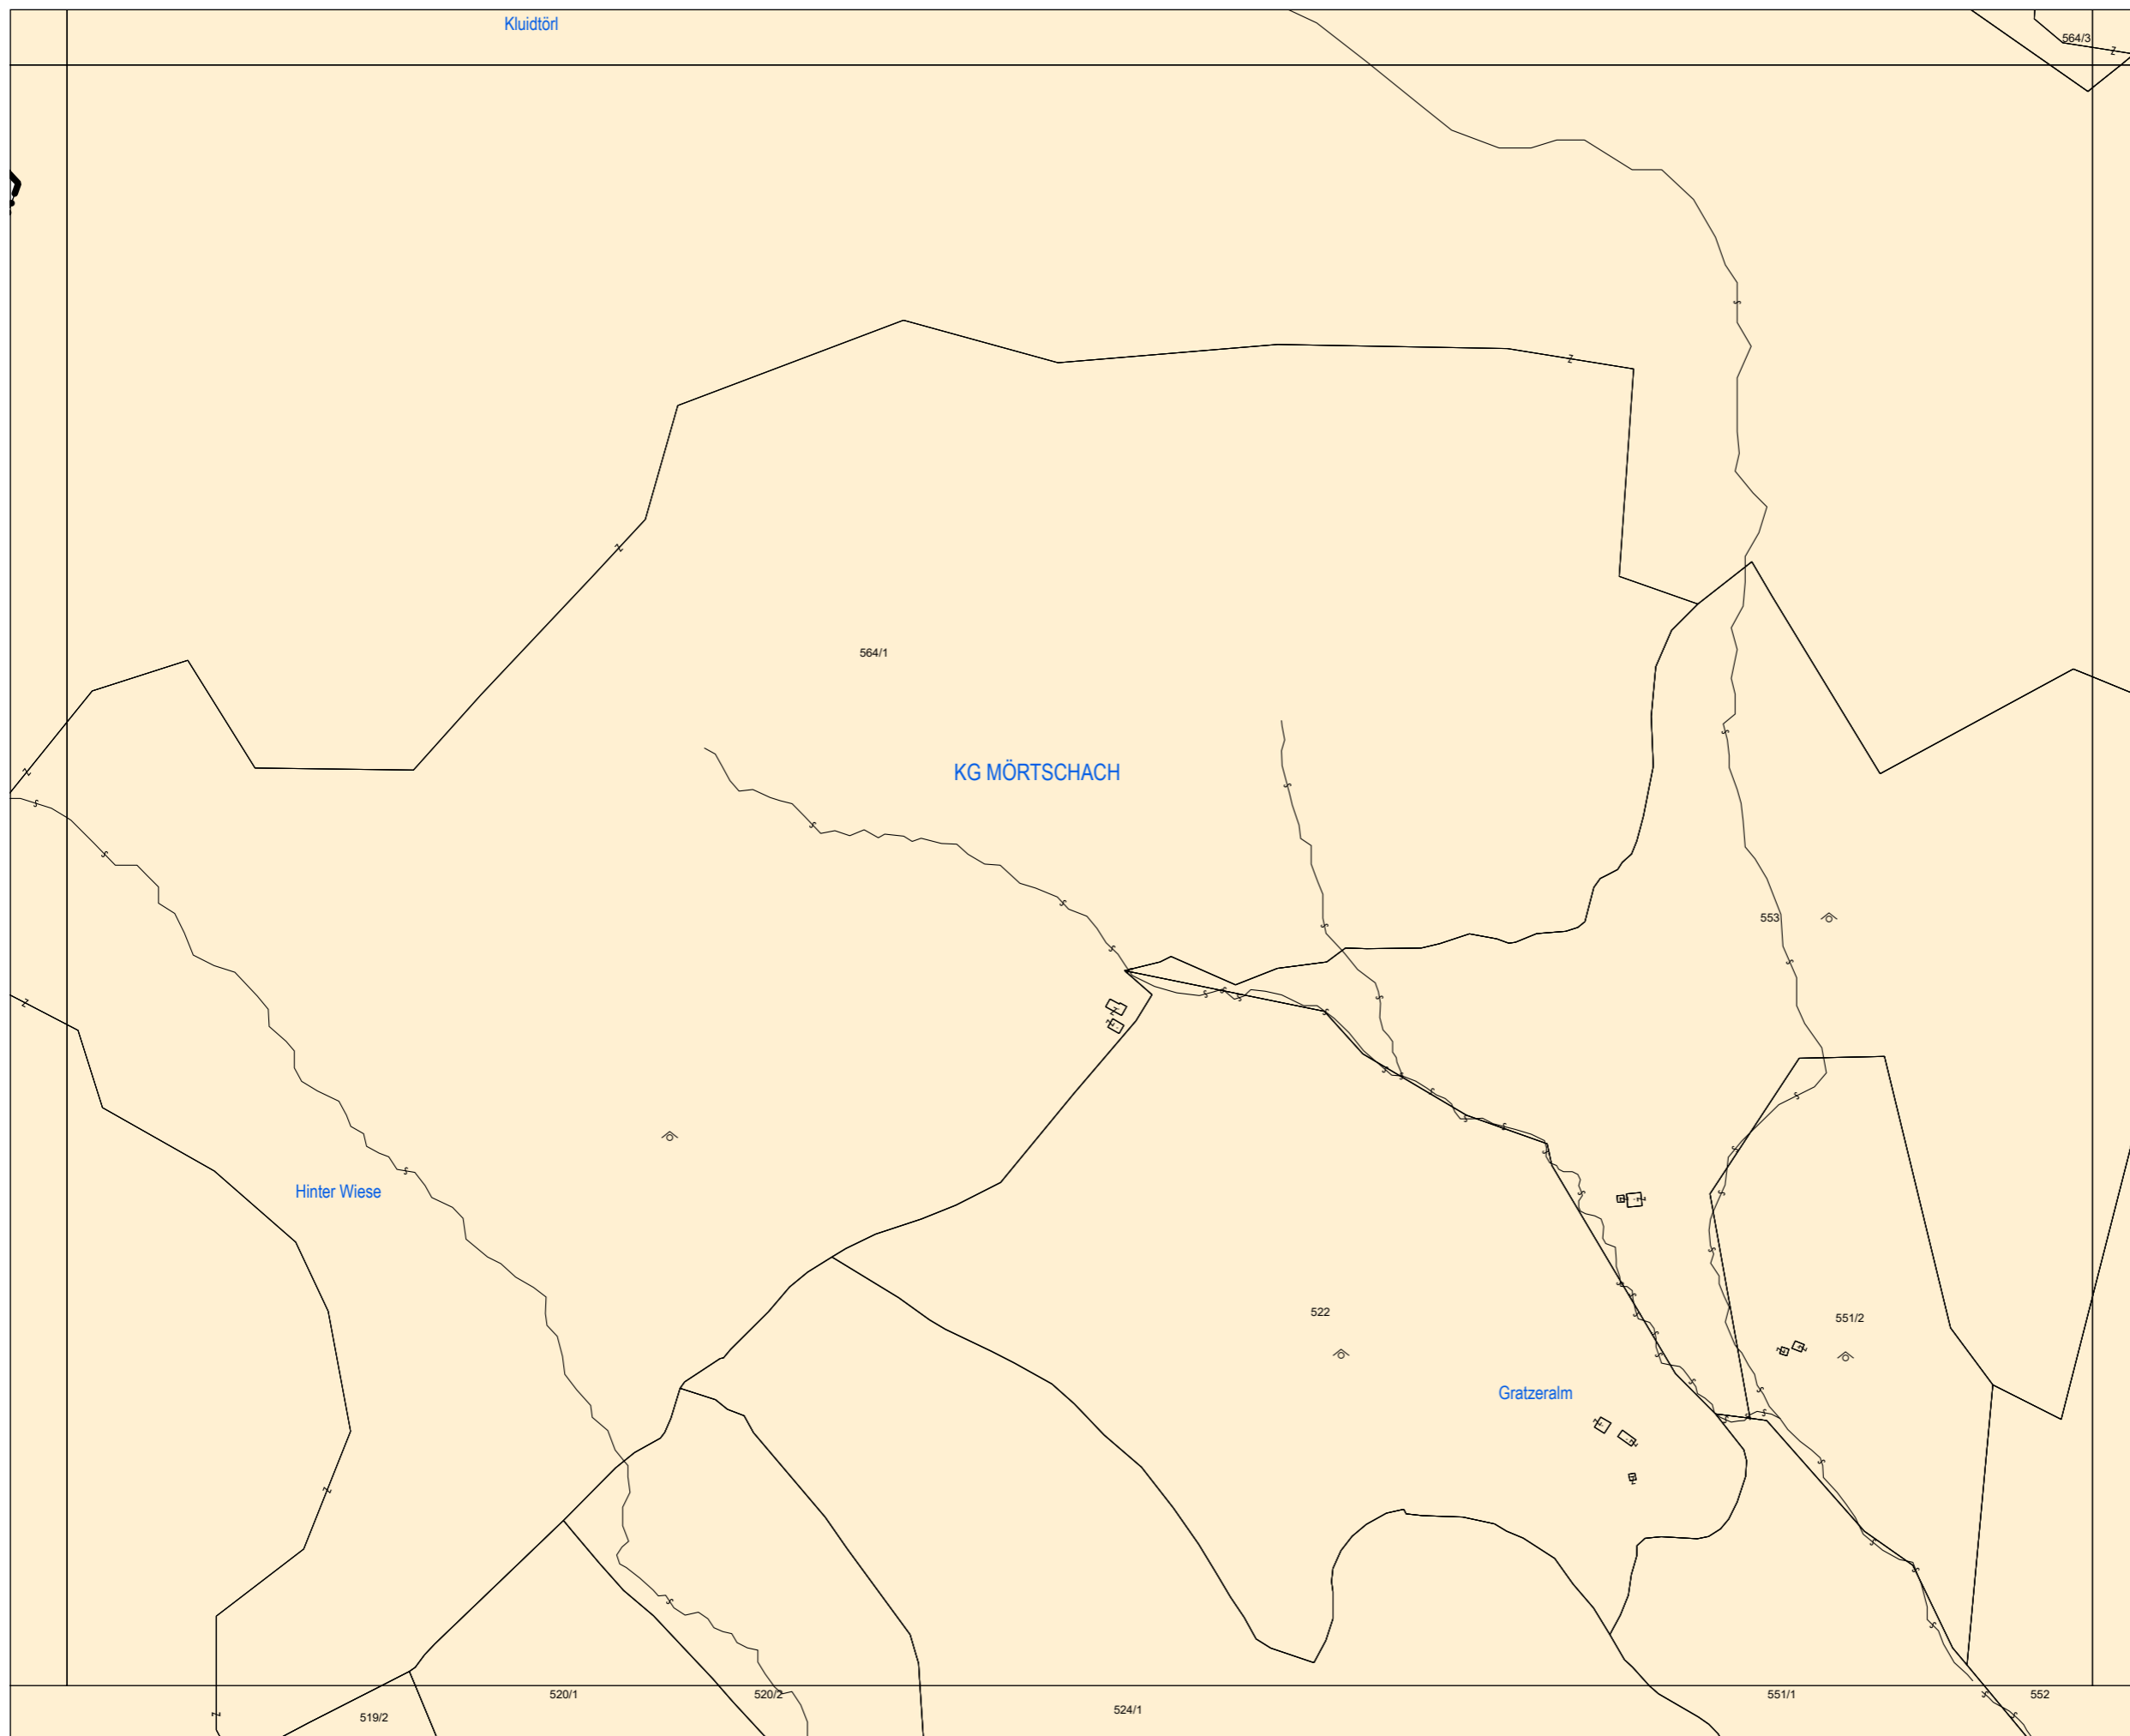 Kluidtörl
564/3
564/1
KG MÖRTSCHACH
553
Hinter Wiese
522
551/2
Gratzeralm
520/1
520/2
551/1
552
524/1
519/2